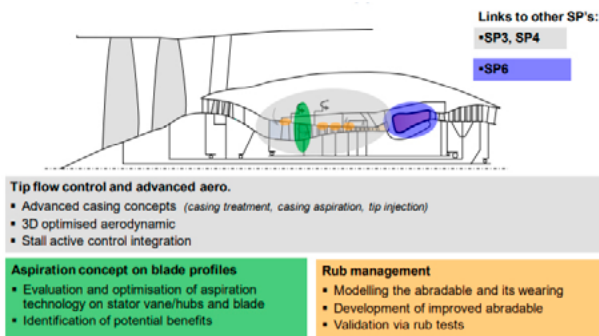 Links to other SP's:
▪SP3, SP4
▪SP6
Tip flow control and advanced aero.
▪ Advanced casing concepts (casing treatment, casing aspiration, tip injection)
▪ 3D optimised aerodynamic
▪ Stall active control integration
Aspiration concept on blade profiles
▪ Evaluation and optimisation of aspiration
technology on stator vane/hubs and blade
▪ Identification of potential benefits
Rub management
▪ Modelling the abradable and its wearing
▪ Development of improved abradable
▪ Validation via rub tests